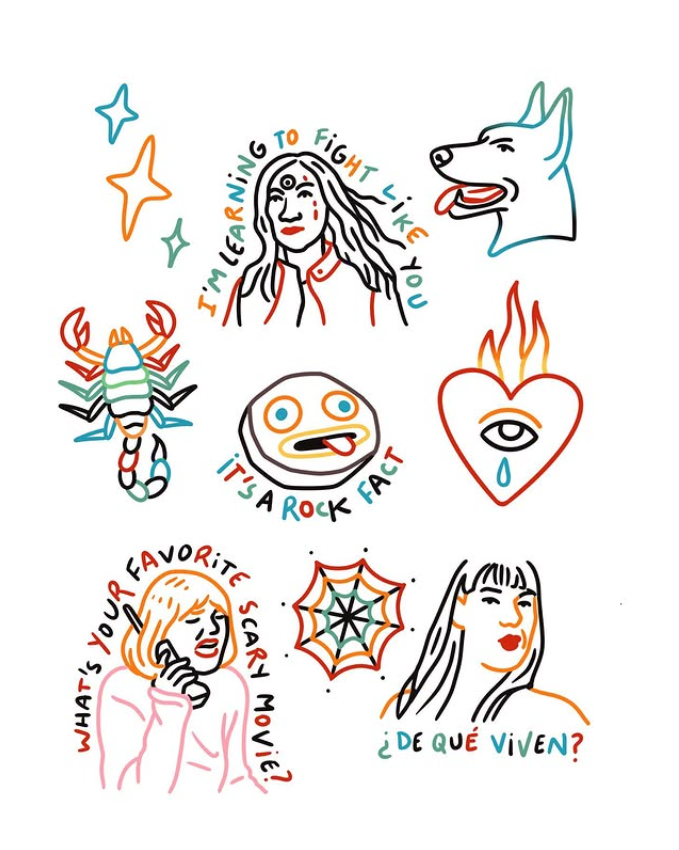 I'M LEARNING TO FIGHT LIKE YOU
IT'S A ROCK FACT
WHAT'S YOUR FAVORITE SCARY MOVIE?
¿DE QUÉ VIVEN?